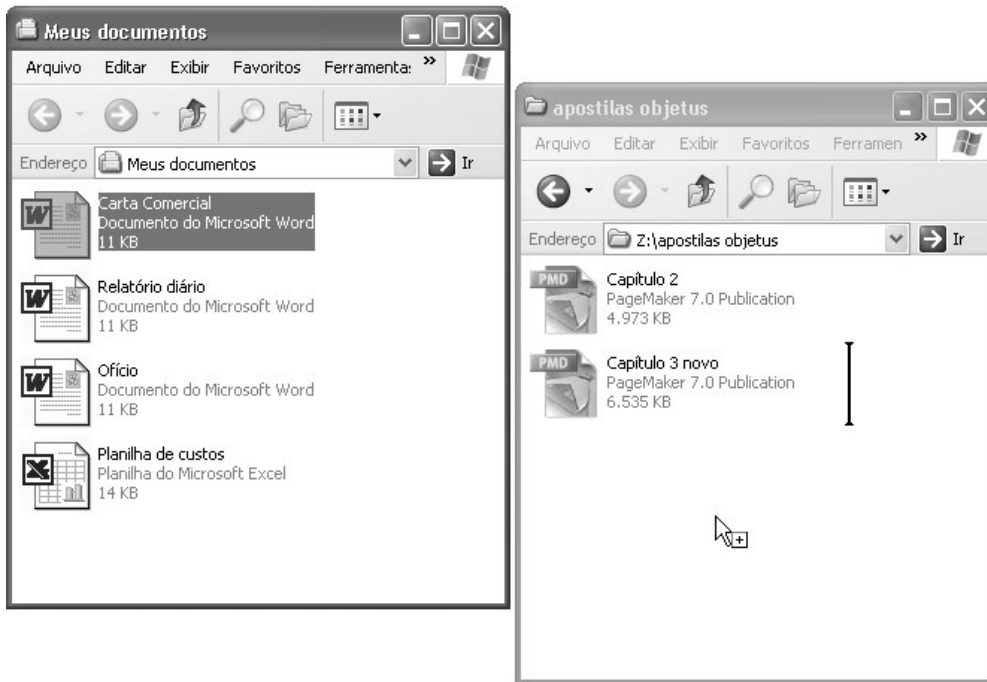 Meus documentos
Arquivo Editar Exibir Favoritos Ferramenta: »
Endereço Meus documentos Ir
W
Carta Comercial
Documento do Microsoft Word
11 KB
W
Relatório diário
Documento do Microsoft Word
11 KB
W
Ofício
Documento do Microsoft Word
11 KB
X
Planilha de custos
Planilha do Microsoft Excel
14 KB
apostilas objetus
Arquivo Editar Exibir Favoritos Ferramen »
Endereço Z:\apostilas objetus Ir
PMD
Capítulo 2
PageMaker 7.0 Publication
4.973 KB
PMD
Capítulo 3 novo
PageMaker 7.0 Publication
6.535 KB